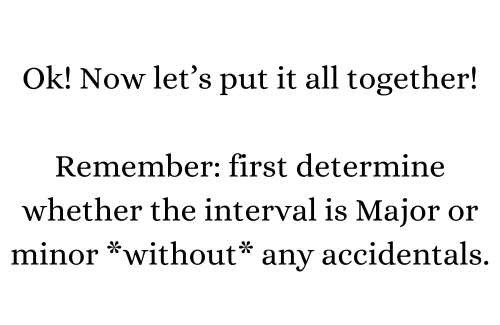 Ok! Now let’s put it all together!
Remember: first determine
whether the interval is Major or
minor *without* any accidentals.